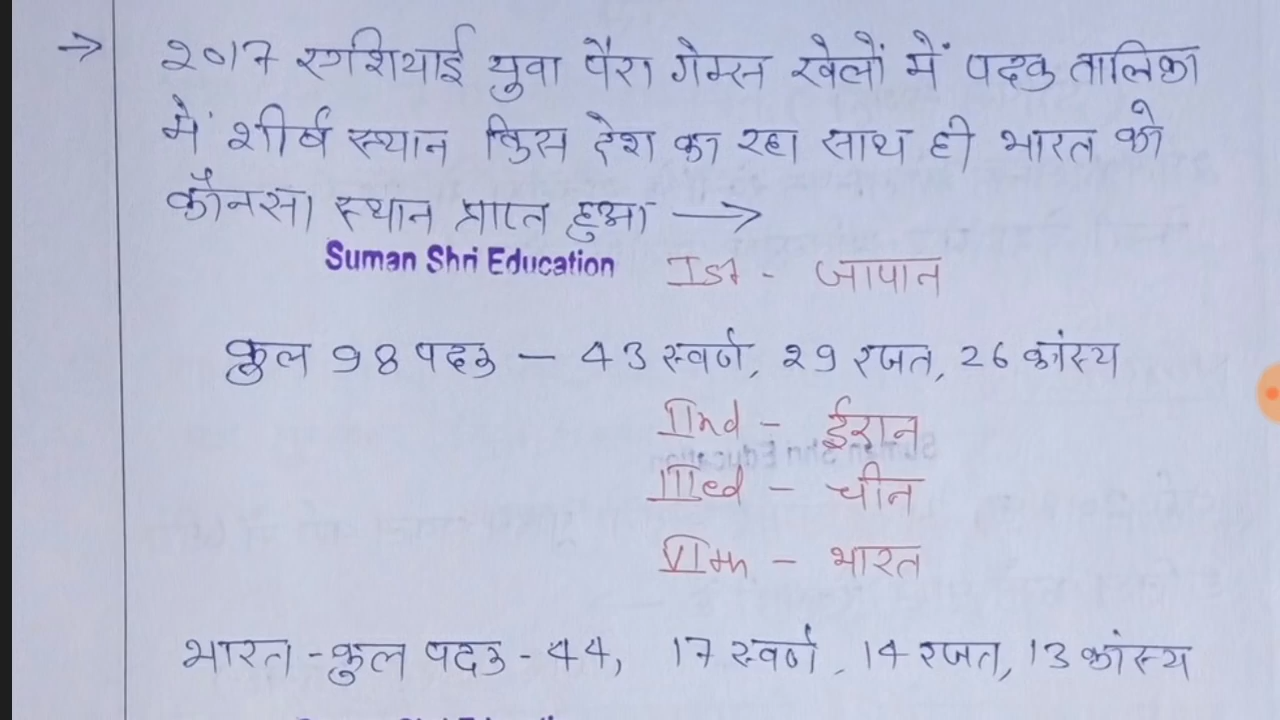 → २०17 एशियाई युवा पैरा गेम्स खेलों में पदक तालिका
में शीर्ष स्थान किस देश का रहा साथ ही भारत को
कौनसा स्थान प्राप्त हुआ →
Suman Shri Education
Ist - जापान
कुल 98 पदक - 43 स्वर्ण, 29 रजत, 26 कांस्य
IInd - ईरान
IIIrd - चीन
VIth - भारत
भारत - कुल पदक - 44, 17 स्वर्ण, 14 रजत, 13 कांस्य